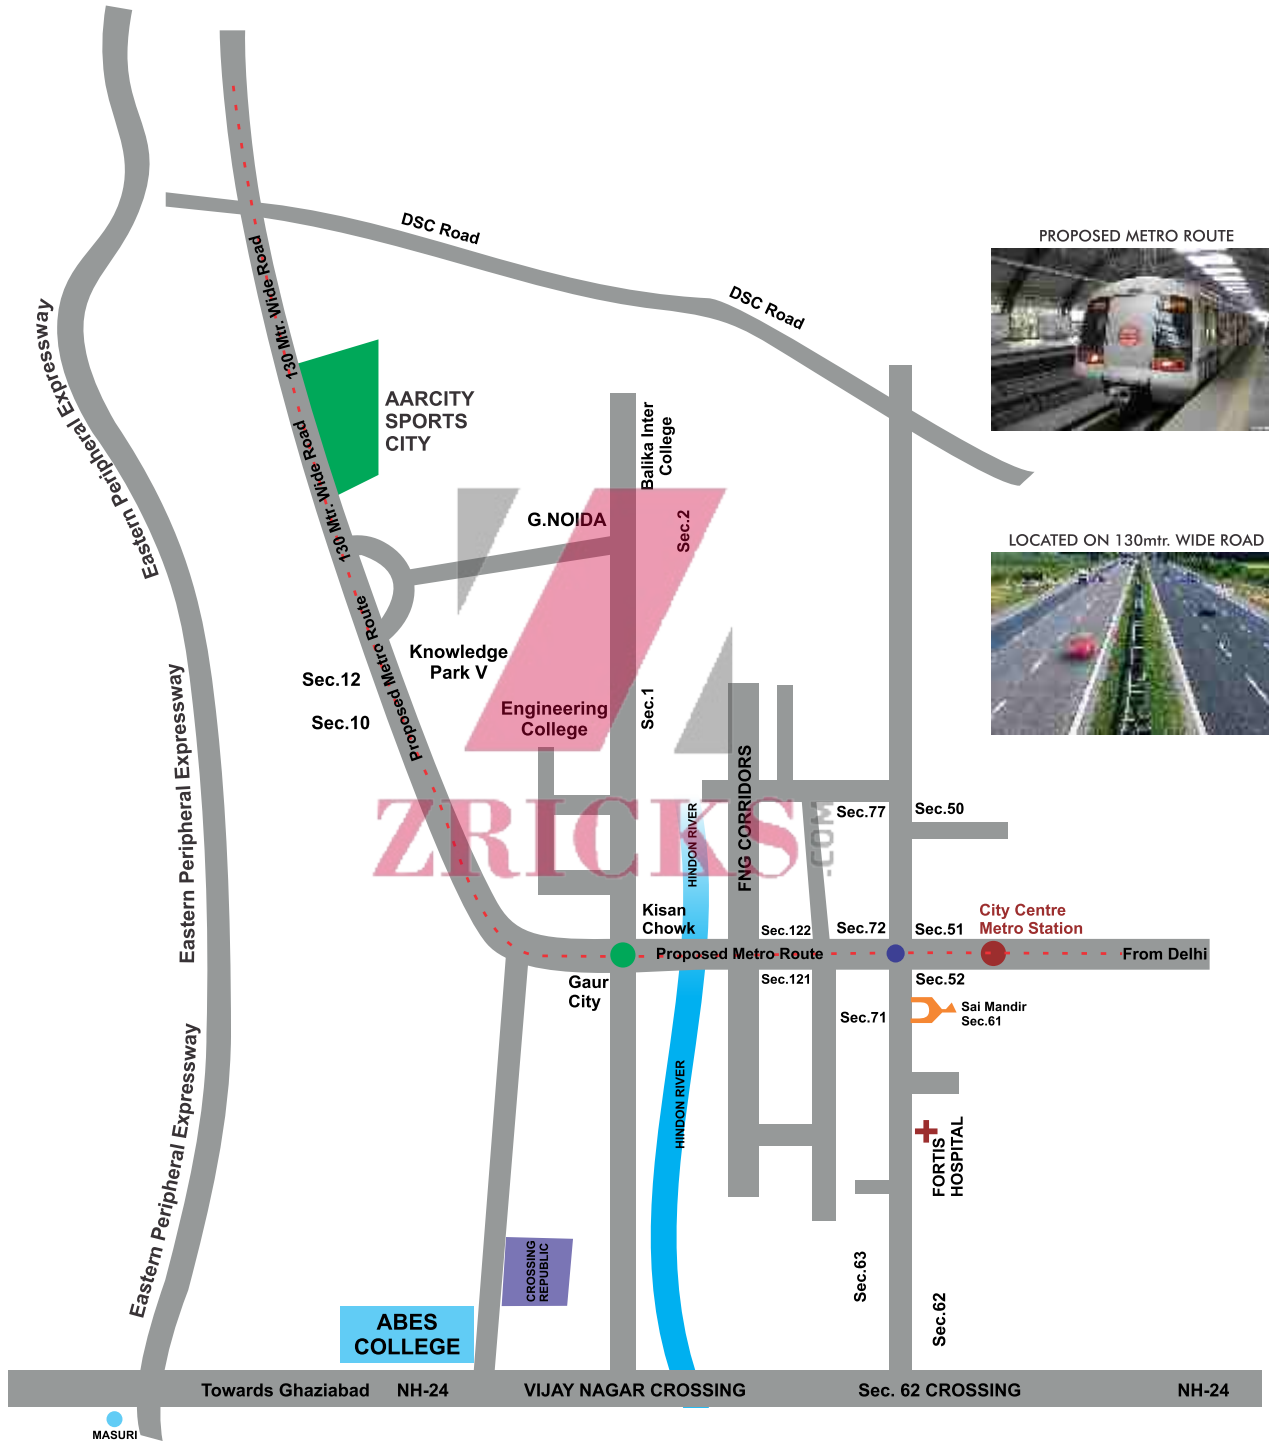 DSC Road
PROPOSED METRO ROUTE
130 Mtr. Wide Road
DSC Road
Eastern Peripheral Expressway
AARCITY
SPORTS
CITY
Balika Inter
College
130 Mtr. Wide Road
G.NOIDA
Sec.2
LOCATED ON 130mtr. WIDE ROAD
Proposed Metro Route
Knowledge
Park V
Sec.12
Sec.10
Engineering
College
Sec.1
Eastern Peripheral Expressway
FNG CORRIDORS
HINDON RIVER
ZRICKS
.COM
Sec.77
Sec.50
Kisan
Chowk
Sec.122
Sec.72
Sec.51
City Centre
Metro Station
Proposed Metro Route
From Delhi
Gaur
City
Sec.121
Sec.52
Sec.71
Sai Mandir
Sec.61
HINDON RIVER
Eastern Peripheral Expressway
FORTIS
HOSPITAL
CROSSING
REPUBLIC
Sec.63
Sec.62
ABES
COLLEGE
Towards Ghaziabad
NH-24
VIJAY NAGAR CROSSING
Sec. 62 CROSSING
NH-24
MASURI